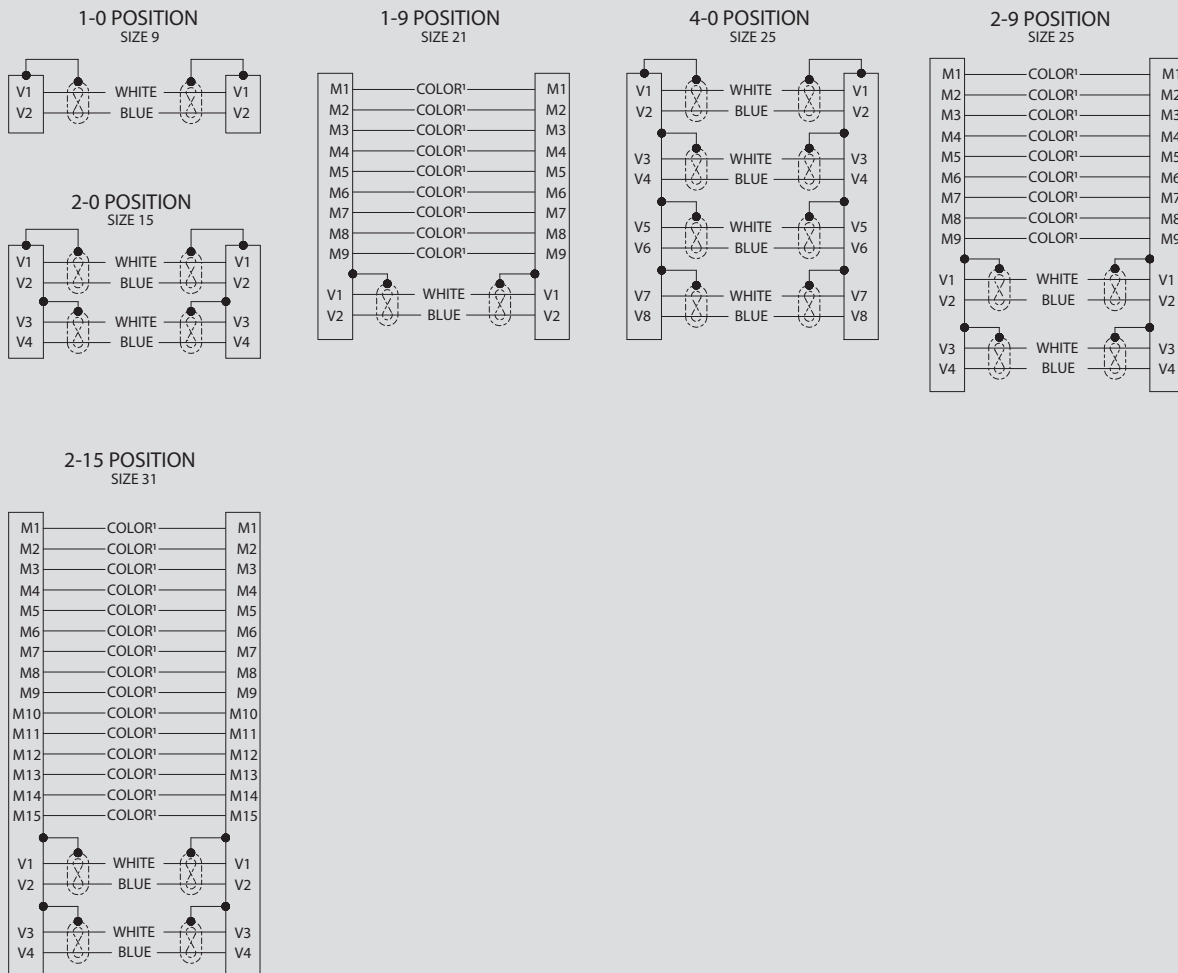 1-0 POSITION
SIZE 9
V1 WHITE V1
V2 BLUE V2
2-0 POSITION
SIZE 15
V1 WHITE V1
V2 BLUE V2
V3 WHITE V3
V4 BLUE V4
1-9 POSITION
SIZE 21
M1 COLOR¹ M1
M2 COLOR¹ M2
M3 COLOR¹ M3
M4 COLOR¹ M4
M5 COLOR¹ M5
M6 COLOR¹ M6
M7 COLOR¹ M7
M8 COLOR¹ M8
M9 COLOR¹ M9
V1 WHITE V1
V2 BLUE V2
4-0 POSITION
SIZE 25
V1 WHITE V1
V2 BLUE V2
V3 WHITE V3
V4 BLUE V4
V5 WHITE V5
V6 BLUE V6
V7 WHITE V7
V8 BLUE V8
2-9 POSITION
SIZE 25
M1 COLOR¹ M1
M2 COLOR¹ M2
M3 COLOR¹ M3
M4 COLOR¹ M4
M5 COLOR¹ M5
M6 COLOR¹ M6
M7 COLOR¹ M7
M8 COLOR¹ M8
M9 COLOR¹ M9
V1 WHITE V1
V2 BLUE V2
V3 WHITE V3
V4 BLUE V4
2-15 POSITION
SIZE 31
M1 COLOR¹ M1
M2 COLOR¹ M2
M3 COLOR¹ M3
M4 COLOR¹ M4
M5 COLOR¹ M5
M6 COLOR¹ M6
M7 COLOR¹ M7
M8 COLOR¹ M8
M9 COLOR¹ M9
M10 COLOR¹ M10
M11 COLOR¹ M11
M12 COLOR¹ M12
M13 COLOR¹ M13
M14 COLOR¹ M14
M15 COLOR¹ M15
V1 WHITE V1
V2 BLUE V2
V3 WHITE V3
V4 BLUE V4